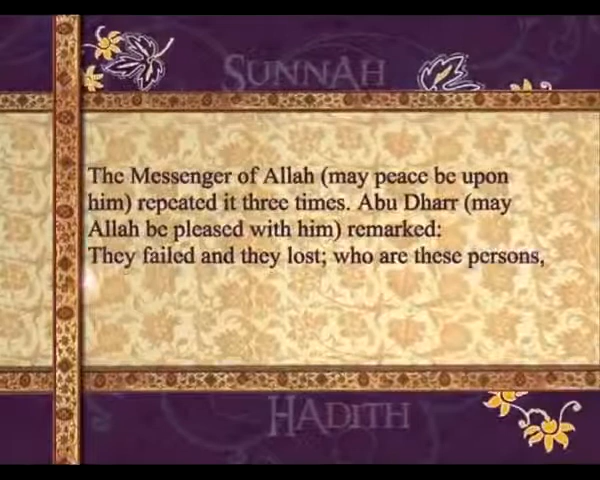 SUNNAH
The Messenger of Allah (may peace be upon
him) repeated it three times. Abu Dharr (may
Allah be pleased with him) remarked:
They failed and they lost; who are these persons,
HADITH